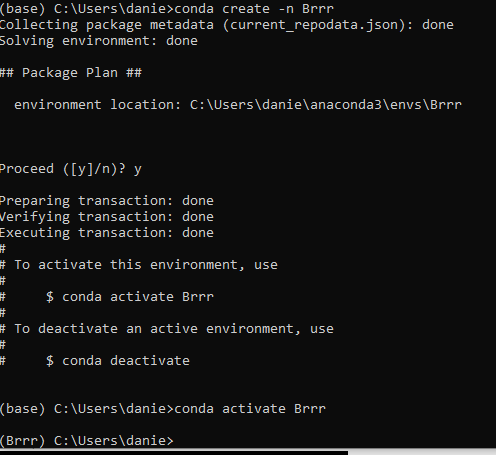 (base) C:\Users\danie>conda create -n Brrr
Collecting package metadata (current_repodata.json): done
Solving environment: done
## Package Plan ##
environment location: C:\Users\danie\anaconda3\envs\Brrr
Proceed ([y]/n)? y
Preparing transaction: done
Verifying transaction: done
Executing transaction: done
#
# To activate this environment, use
#
#     $ conda activate Brrr
#
# To deactivate an active environment, use
#
#     $ conda deactivate
(base) C:\Users\danie>conda activate Brrr
(Brrr) C:\Users\danie>